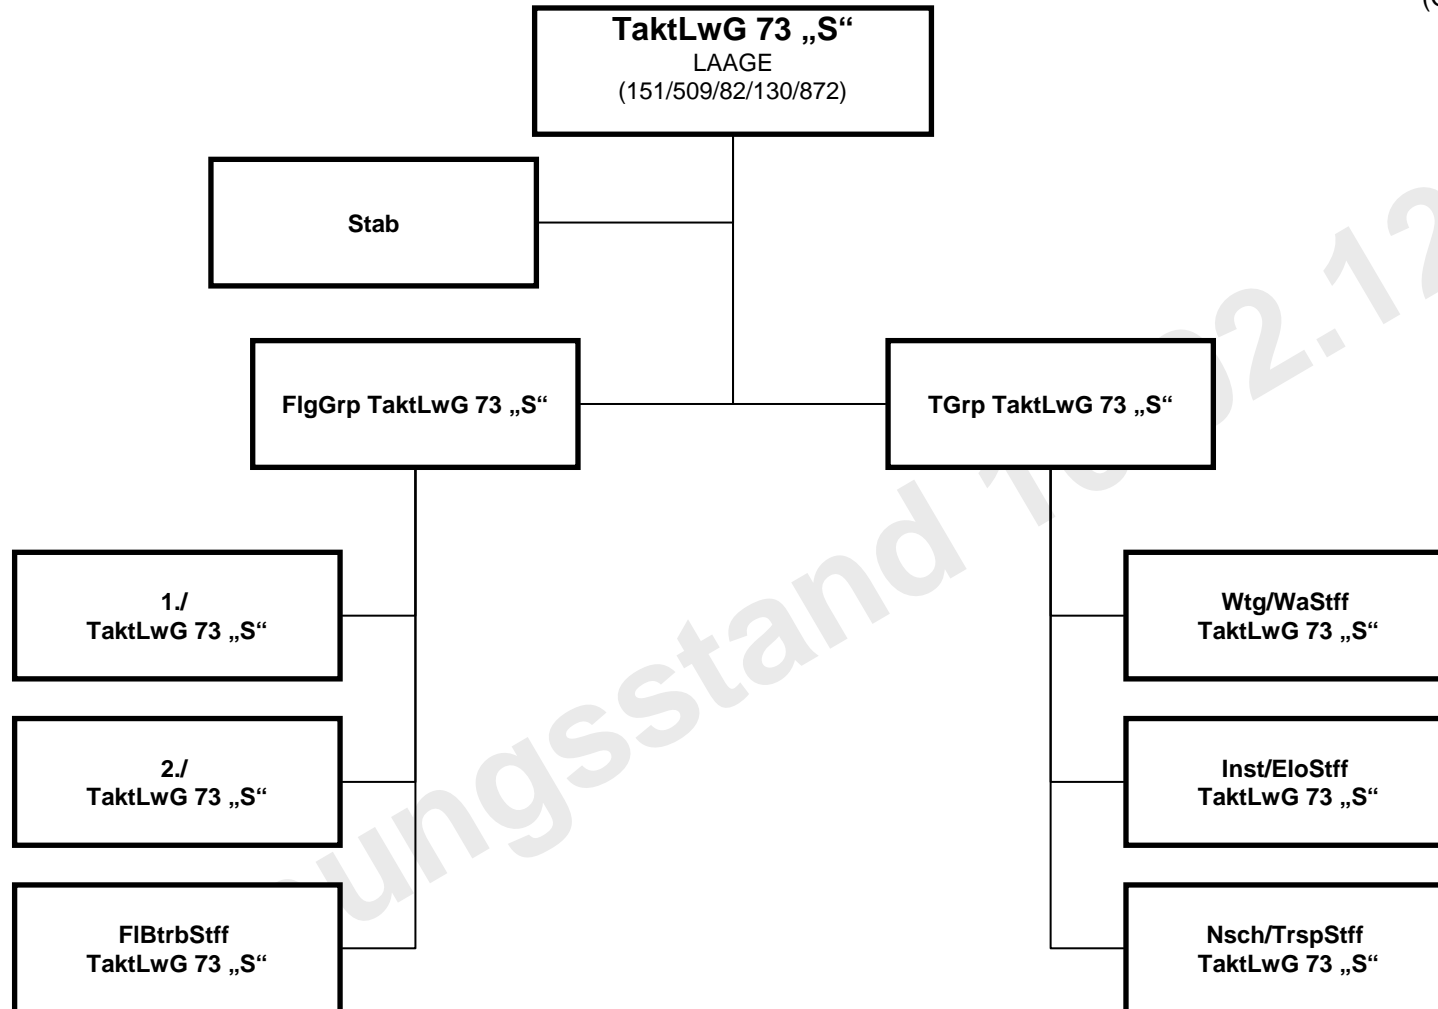 TaktLwG 73 „S“
LAAGE
(151/509/82/130/872)
Stab
FlgGrp TaktLwG 73 „S“
TGrp TaktLwG 73 „S“
1./
TaktLwG 73 „S“
Wtg/WaStff
TaktLwG 73 „S“
2./
TaktLwG 73 „S“
Inst/EloStff
TaktLwG 73 „S“
FlBtrbStff
TaktLwG 73 „S“
Nsch/TrspStff
TaktLwG 73 „S“